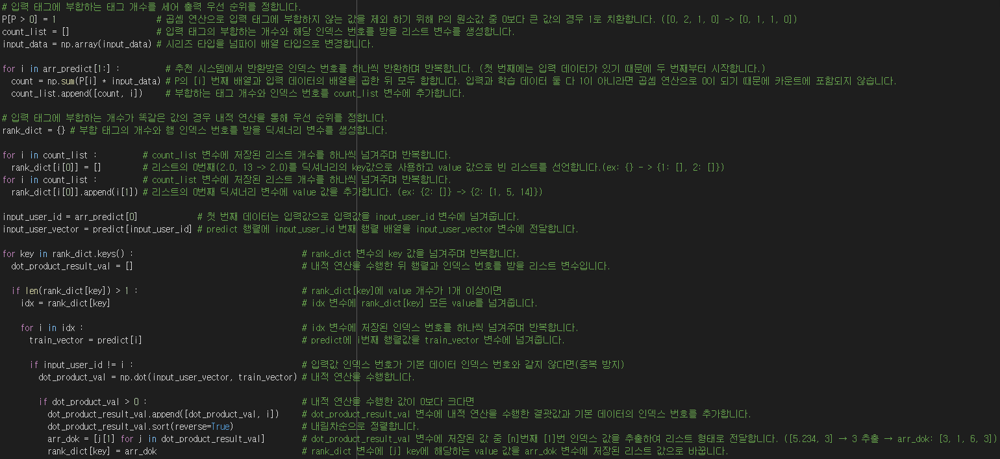 # 입력 태그에 부합하는 태그 개수를 세어 출력 우선 순위를 정합니다.
P[P > 0] = 1 # 곱셈 연산으로 입력 태그에 부합하지 않는 값을 제외 하기 위해 P의 원소값 중 0보다 큰 값의 경우 1로 치환합니다. ([0, 2, 1, 0] -> [0, 1, 1, 0])
count_list = [] # 입력 태그의 부합하는 개수와 해당 인덱스 번호를 받을 리스트 변수를 생성합니다.
input_data = np.array(input_data) # 시리즈 타입을 넘파이 배열 타입으로 변경합니다.
for i in arr_predict[1:] : # 추천 시스템에서 반환받은 인덱스 번호를 하나씩 반환하며 반복합니다. (첫 번째에는 입력 데이터가 있기 때문에 두 번째부터 시작합니다.)
count = np.sum(P[i] * input_data) # P의 [i] 번째 배열과 입력 데이터의 배열을 곱한 뒤 모두 합합니다. 입력과 학습 데이터 둘 다 1이 아니라면 곱셈 연산으로 0이 되기 때문에 카운트에 포함되지 않습니다.
count_list.append([count, i]) # 부합하는 태그 개수와 인덱스 번호를 count_list 변수에 추가합니다.
# 입력 태그에 부합하는 개수가 똑같은 값의 경우 내적 연산을 통해 우선 순위를 정합니다.
rank_dict = {} # 부합 태그의 개수와 행 인덱스 번호를 받을 딕셔너리 변수를 생성합니다.
for i in count_list : # count_list 변수에 저장된 리스트 개수를 하나씩 넘겨주며 반복합니다.
rank_dict[i[0]] = [] # 리스트의 0번째(2.0, 13 -> 2.0)를 딕셔너리의 key값으로 사용하고 value 값으로 빈 리스트를 선언합니다.(ex: {} - > {1: [], 2: []})
for i in count_list : # count_list 변수에 저장된 리스트 개수를 하나씩 넘겨주며 반복합니다.
rank_dict[i[0]].append(i[1]) # 리스트의 0번째 딕셔너리 변수에 value 값을 추가합니다. (ex: {2: []} -> {2: [1, 5, 14]})
input_user_id = arr_predict[0] # 첫 번째 데이터는 입력값으로 입력값을 input_user_id 변수에 넘겨줍니다.
input_user_vector = predict[input_user_id] # predict 행렬에 input_user_id 번째 행렬 배열을 input_user_vector 변수에 전달합니다.
for key in rank_dict.keys() : # rank_dict 변수의 key 값을 넘겨주며 반복합니다.
dot_product_result_val = [] # 내적 연산을 수행한 뒤 행렬과 인덱스 번호를 받을 리스트 변수입니다.
if len(rank_dict[key]) > 1 : # rank_dict[key]에 value 개수가 1개 이상이면
idx = rank_dict[key] # idx 변수에 rank_dict[key] 모든 value를 넘겨줍니다.
for i in idx : # idx 변수에 저장된 인덱스 번호를 하나씩 넘겨주며 반복합니다.
train_vector = predict[i] # predict에 i번째 행렬값을 train_vector 변수에 넘겨줍니다.
if input_user_id != i : # 입력값 인덱스 번호가 기본 데이터 인덱스 번호와 같지 않다면(중복 방지)
dot_product_val = np.dot(input_user_vector, train_vector) # 내적 연산을 수행합니다.
if dot_product_val > 0 : # 내적 연산을 수행한 값이 0보다 크다면
dot_product_result_val.append([dot_product_val, i]) # dot_product_result_val 변수에 내적 연산을 수행한 결괏값과 기본 데이터의 인덱스 번호를 추가합니다.
dot_product_result_val.sort(reverse=True) # 내림차순으로 정렬합니다.
arr_dok = [j[1] for j in dot_product_result_val] # dot_product_result_val 변수에 저장된 값 중 [n]번째 [1]번 인덱스 값을 추출하여 리스트 형태로 전달합니다. ([5.234, 3] → 3 추출 → arr_dok: [3, 1, 6, 3])
rank_dict[key] = arr_dok # rank_dict 변수에 [j] key에 해당하는 value 값을 arr_dok 변수에 저장된 리스트 값으로 바꿉니다.